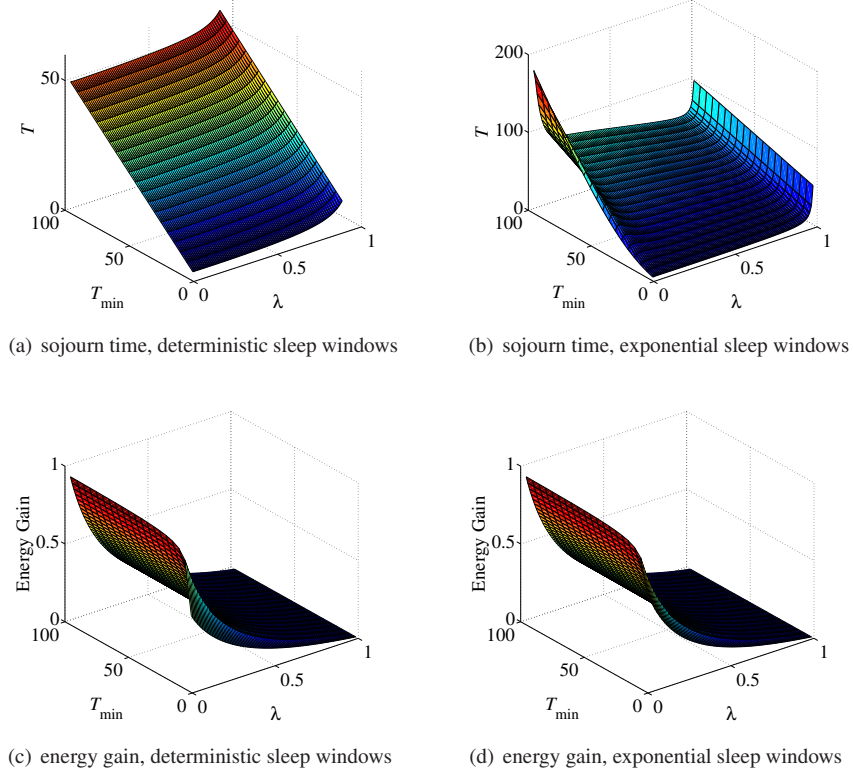 50
0
T
100
50
0
T_min
0
0.5
1
λ
(a) sojourn time, deterministic sleep windows
200
100
0
T
100
50
0
T_min
0
0.5
1
λ
(b) sojourn time, exponential sleep windows
1
0.5
0
Energy Gain
100
50
0
T_min
0
0.5
1
λ
(c) energy gain, deterministic sleep windows
1
0.5
0
Energy Gain
100
50
0
T_min
0
0.5
1
λ
(d) energy gain, exponential sleep windows